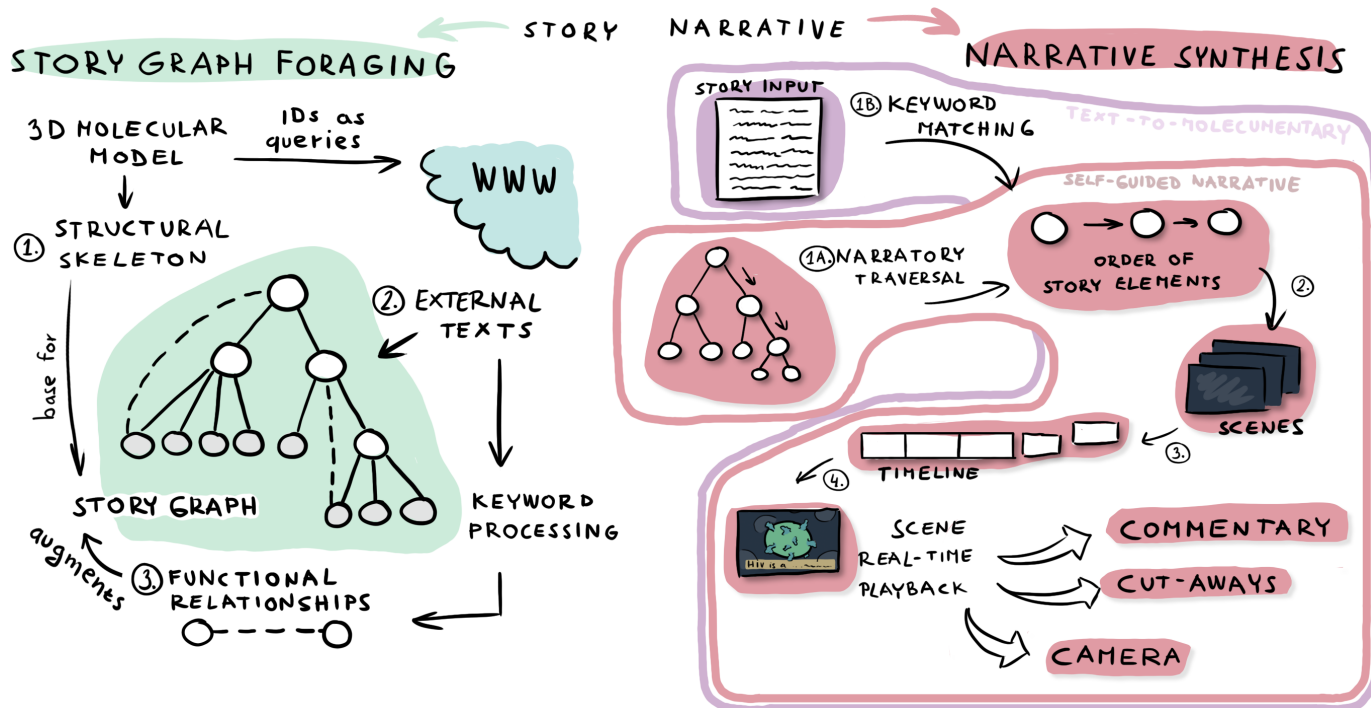 STORY
NARRATIVE
STORY GRAPH FORAGING
3D MOLECULAR
MODEL
IDs as
queries
WWW
1.
STRUCTURAL
SKELETON
2.
EXTERNAL
TEXTS
base for
STORY GRAPH
KEYWORD
PROCESSING
augments
3.
FUNCTIONAL
RELATIONSHIPS
NARRATIVE SYNTHESIS
STORY INPUT
1B.
KEYWORD
MATCHING
TEXT-TO-MOLECUMENTARY
SELF-GUIDED NARRATIVE
1A.
NARRATORY
TRAVERSAL
ORDER OF
STORY ELEMENTS
2.
SCENES
3.
TIMELINE
4.
HIV is a
SCENE
REAL-TIME
PLAYBACK
COMMENTARY
CUT-AWAYS
CAMERA